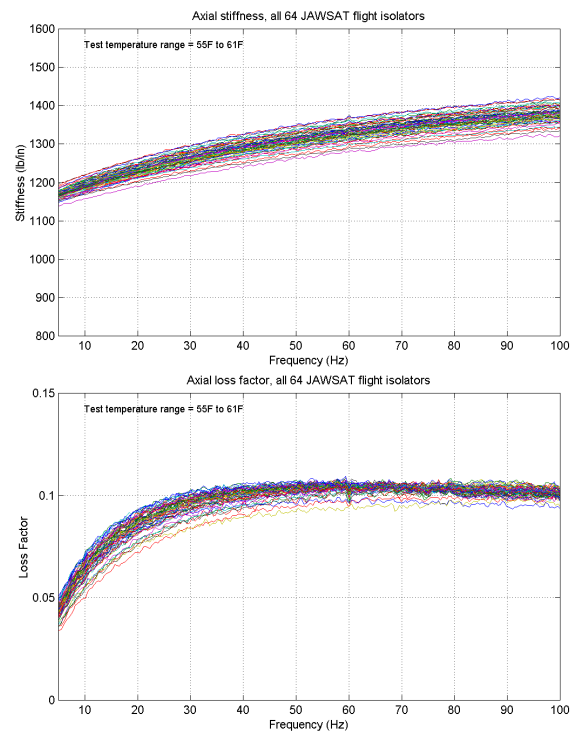 Axial stiffness, all 64 JAWSAT flight isolators
1600
Test temperature range = 55F to 61F
1500
1400
1300
1200
1100
1000
900
800
Stiffness (lb/in)
10 20 30 40 50 60 70 80 90 100
Frequency (Hz)
Axial loss factor, all 64 JAWSAT flight isolators
0.15
Test temperature range = 55F to 61F
0.1
0.05
0
Loss Factor
10 20 30 40 50 60 70 80 90 100
Frequency (Hz)